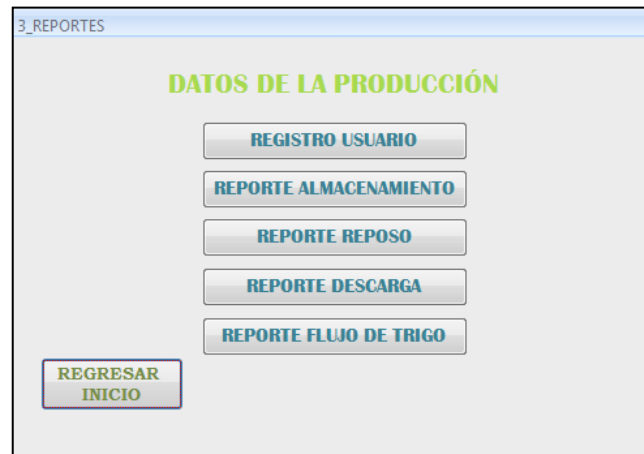 3_REPORTES
DATOS DE LA PRODUCCIÓN
REGISTRO USUARIO
REPORTE ALMACENAMIENTO
REPORTE REPOSO
REPORTE DESCARGA
REPORTE FLUJO DE TRIGO
REGRESAR
INICIO